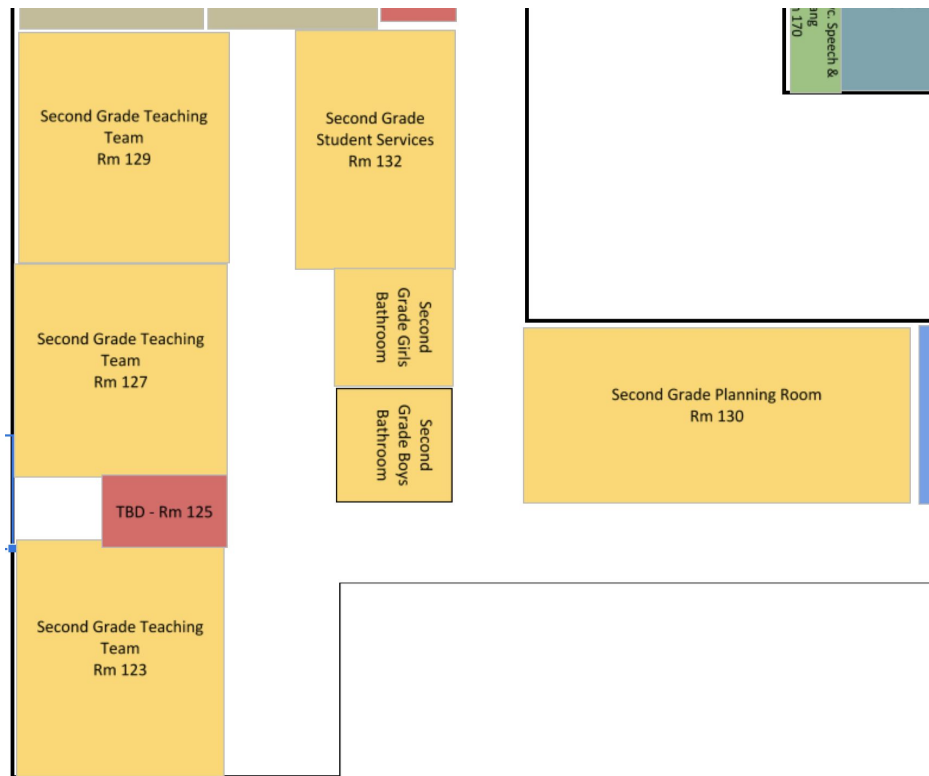 Second Grade Teaching
Team
Rm 129
Second Grade
Student Services
Rm 132
Speech &
170
Second Grade Teaching
Team
Rm 127
Second
Grade Girls
Bathroom
Second
Grade Boys
Bathroom
Second Grade Planning Room
Rm 130
TBD - Rm 125
Second Grade Teaching
Team
Rm 123